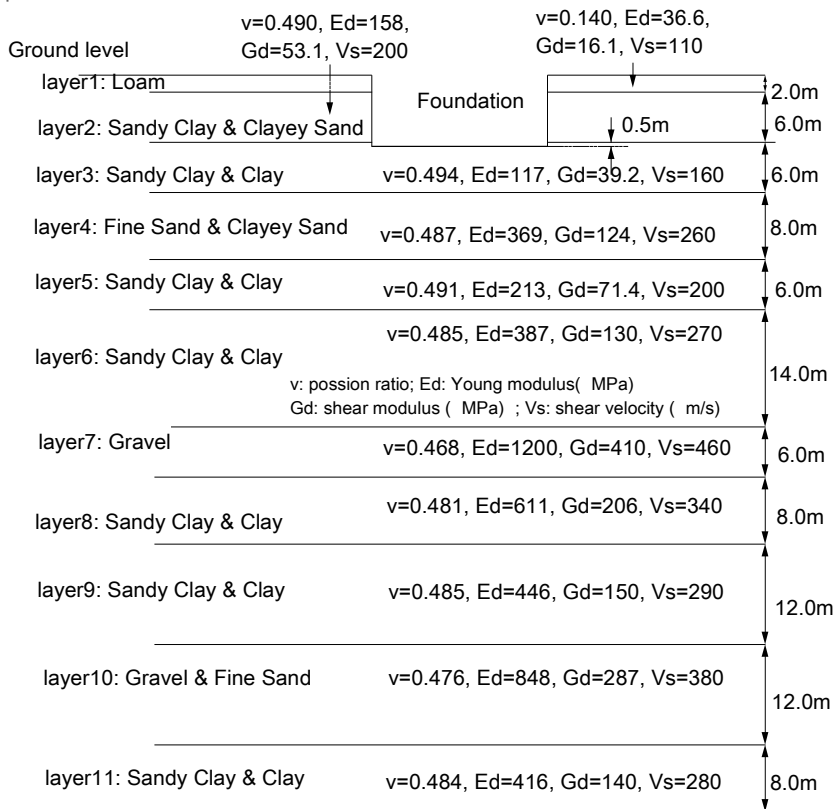 v=0.490, Ed=158,
Gd=53.1, Vs=200
v=0.140, Ed=36.6,
Gd=16.1, Vs=110
Ground level
layer1: Loam
2.0m
Foundation
layer2: Sandy Clay & Clayey Sand
0.5m
6.0m
layer3: Sandy Clay & Clay
v=0.494, Ed=117, Gd=39.2, Vs=160
6.0m
layer4: Fine Sand & Clayey Sand
v=0.487, Ed=369, Gd=124, Vs=260
8.0m
layer5: Sandy Clay & Clay
v=0.491, Ed=213, Gd=71.4, Vs=200
6.0m
layer6: Sandy Clay & Clay
v=0.485, Ed=387, Gd=130, Vs=270
14.0m
v: possion ratio; Ed: Young modulus( MPa)
Gd: shear modulus ( MPa) ; Vs: shear velocity ( m/s)
layer7: Gravel
v=0.468, Ed=1200, Gd=410, Vs=460
6.0m
layer8: Sandy Clay & Clay
v=0.481, Ed=611, Gd=206, Vs=340
8.0m
layer9: Sandy Clay & Clay
v=0.485, Ed=446, Gd=150, Vs=290
12.0m
layer10: Gravel & Fine Sand
v=0.476, Ed=848, Gd=287, Vs=380
12.0m
layer11: Sandy Clay & Clay
v=0.484, Ed=416, Gd=140, Vs=280
8.0m